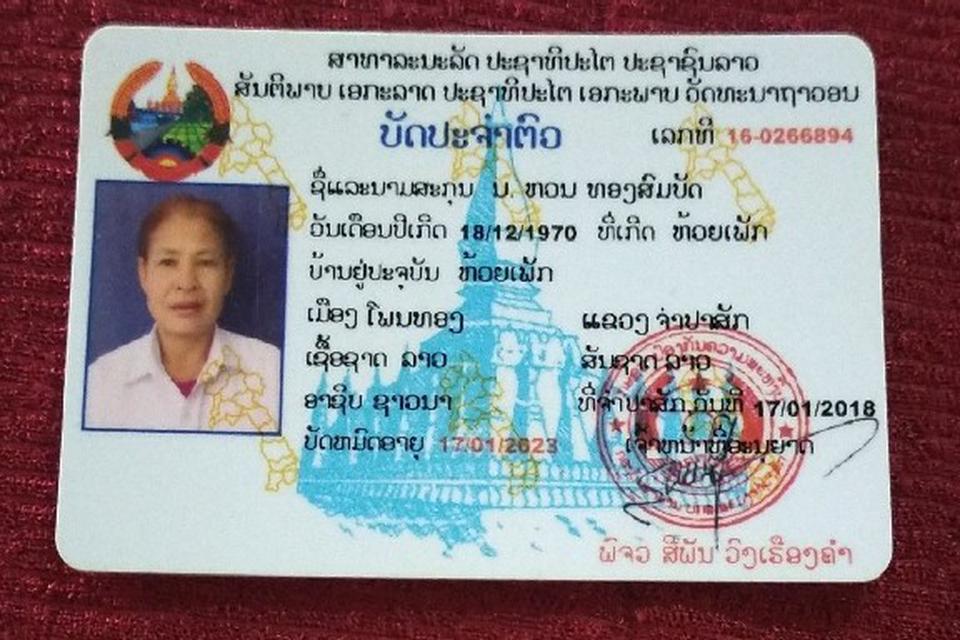 ສາທາລະນະລັດ ປະຊາທິປະໄຕ ປະຊາຊົນລາວ
ສັນຕິພາບ ເອກະລາດ ປະຊາທິປະໄຕ ເອກະພາບ ວັດທະນາຖາວອນ
ບັດປະຈຳຕົວ ເລກທີ 16-0266894
ຊື່ແລະນາມສະກຸນ ນ. ຫວນ ທອງສົມບັດ
ວັນເດືອນປີເກີດ 18/12/1970 ທີ່ເກີດ ຫ້ວຍເພັກ
ບ້ານຢູ່ປະຈຸບັນ ຫ້ວຍເພັກ
ເມືອງ ໂພນທອງ ແຂວງ ຈຳປາສັກ
ເຊື້ອຊາດ ລາວ ສັນຊາດ ລາວ
ອາຊີບ ຊາວນາ ທີ່ຈຳປາສັກ,ວັນທີ 17/01/2018
ບັດຫມົດອາຍຸ 17/01/2023 ເຈົ້າຫນ້າທີ່ອະນຸຍາດ
ພົຈວ ສີພັນ ວົງເຮືອງຄຳ